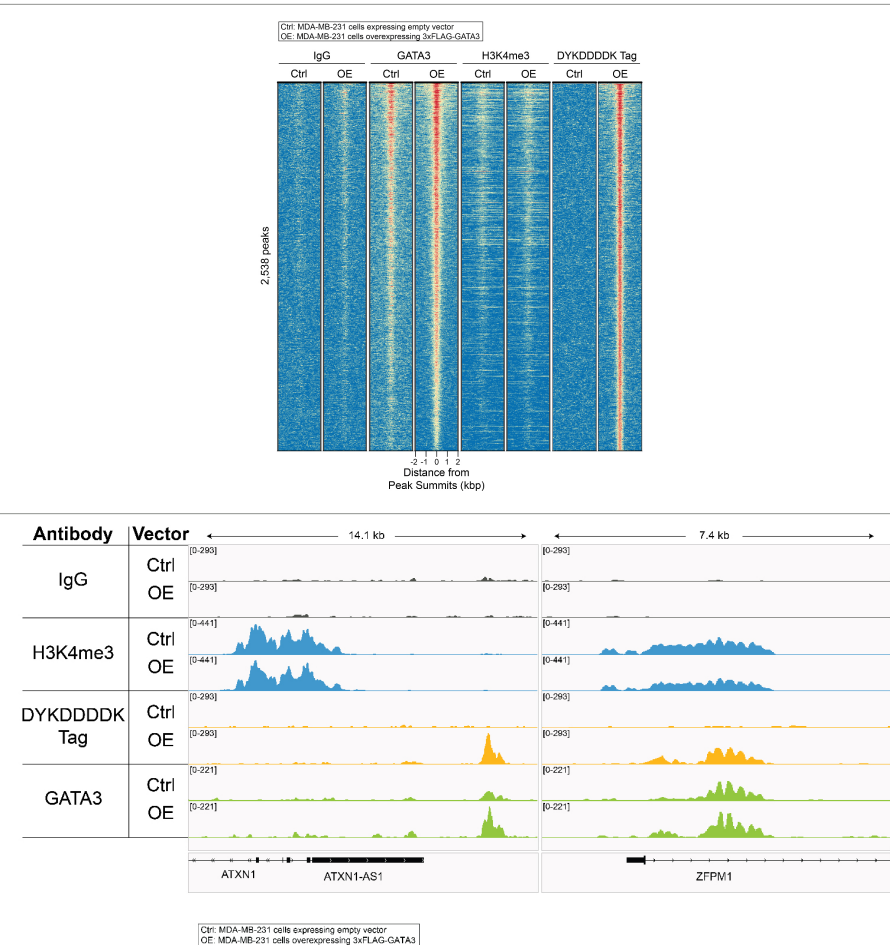 Ctrl: MDA-MB-231 cells expressing empty vector
OE: MDA-MB-231 cells overexpressing 3xFLAG-GATA3
IgG GATA3 H3K4me3 DYKDDDDK Tag
Ctrl OE Ctrl OE Ctrl OE Ctrl OE
2,538 peaks
-2 -1 0 1 2
Distance from
Peak Summits (kbp)
Antibody Vector 14.1 kb 7.4 kb
[0-293] [0-293]
IgG Ctrl
[0-293] [0-293]
OE
[0-441] [0-441]
H3K4me3 Ctrl
[0-441] [0-441]
OE
[0-293] [0-293]
DYKDDDDK Ctrl
Tag
[0-293] [0-293]
OE
[0-221] [0-221]
GATA3 Ctrl
[0-221] [0-221]
OE
ATXN1 ATXN1-AS1 ZFPM1
Ctrl: MDA-MB-231 cells expressing empty vector
OE: MDA-MB-231 cells overexpressing 3xFLAG-GATA3